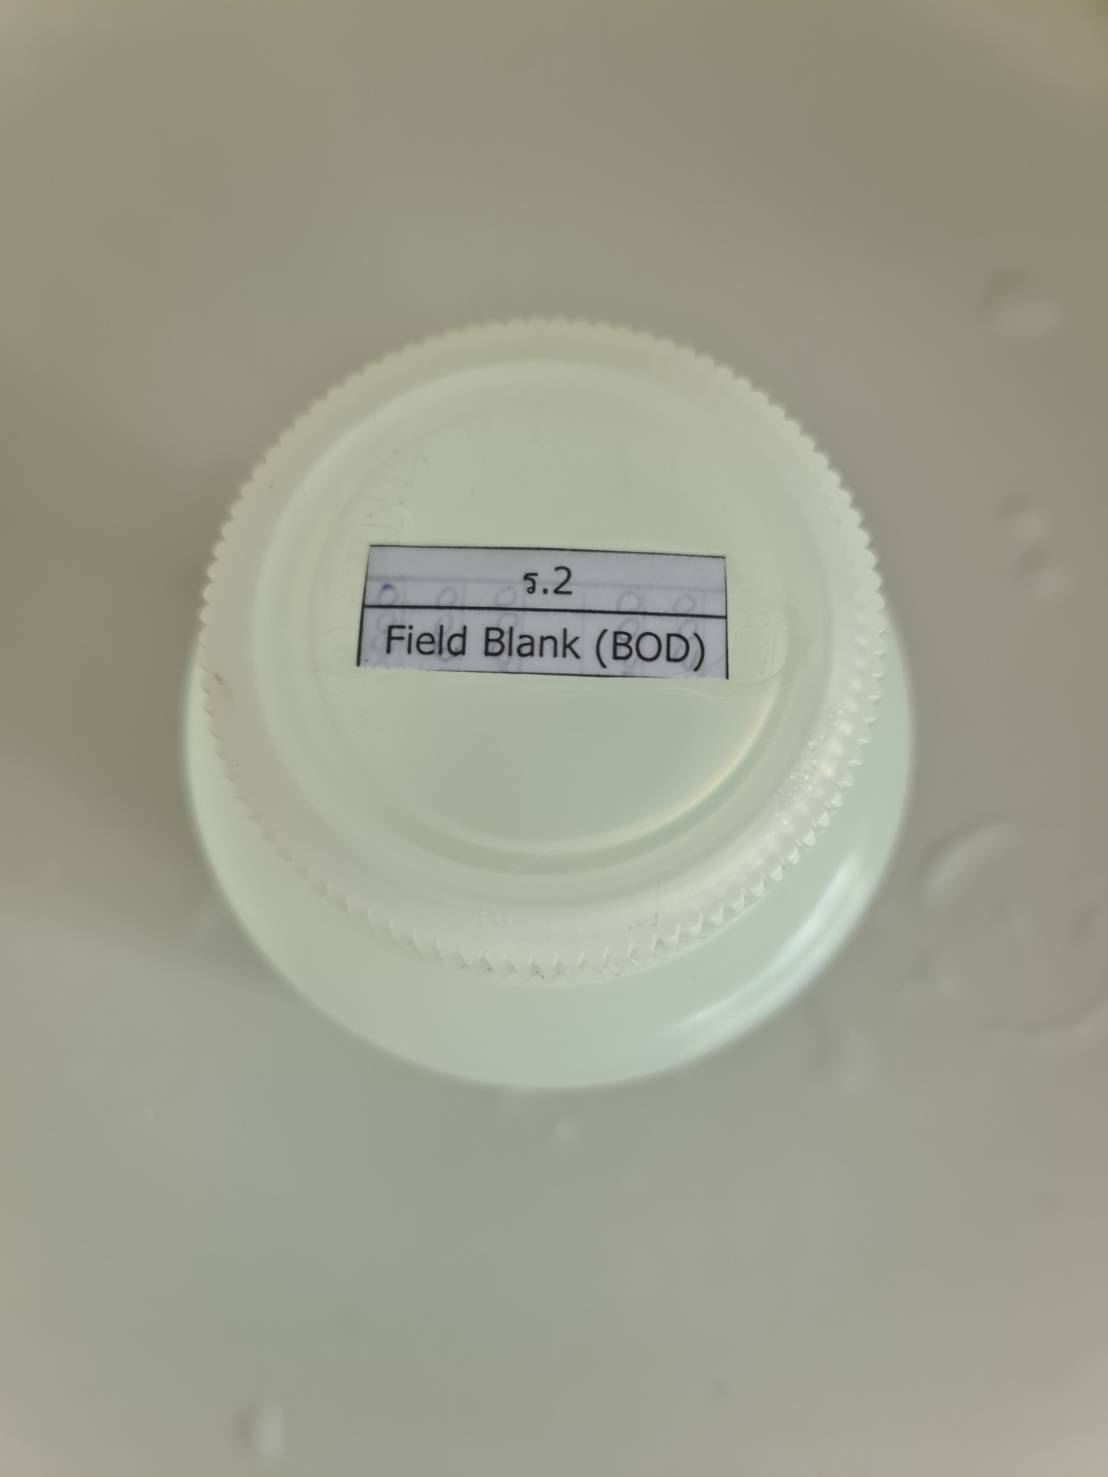 ร.2
Field Blank (BOD)